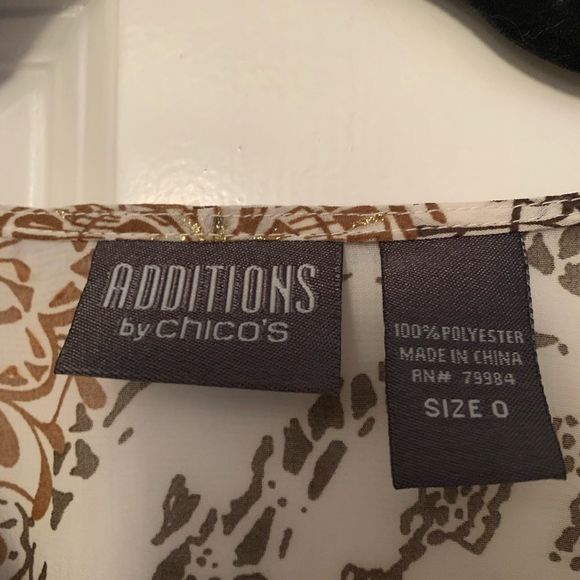 ADDITIONS
by chico's
100% POLYESTER
MADE IN CHINA
RN# 79984
SIZE 0